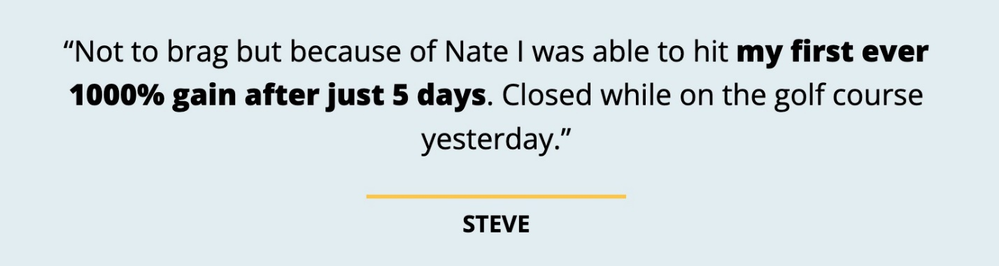 “Not to brag but because of Nate I was able to hit my first ever
1000% gain after just 5 days. Closed while on the golf course
yesterday.”
STEVE